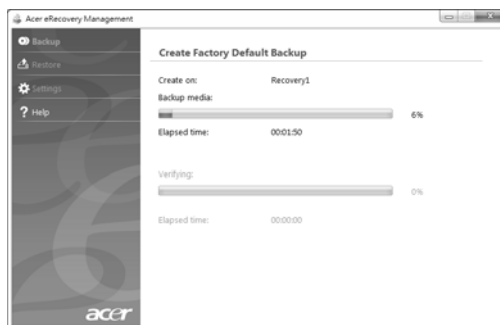 Acer eRecovery Management
Backup
Restore
Settings
? Help
Create Factory Default Backup
Create on: Recovery1
Backup media:
6%
Elapsed time: 00:01:50
Verifying:
0%
Elapsed time: 00:00:00
acer